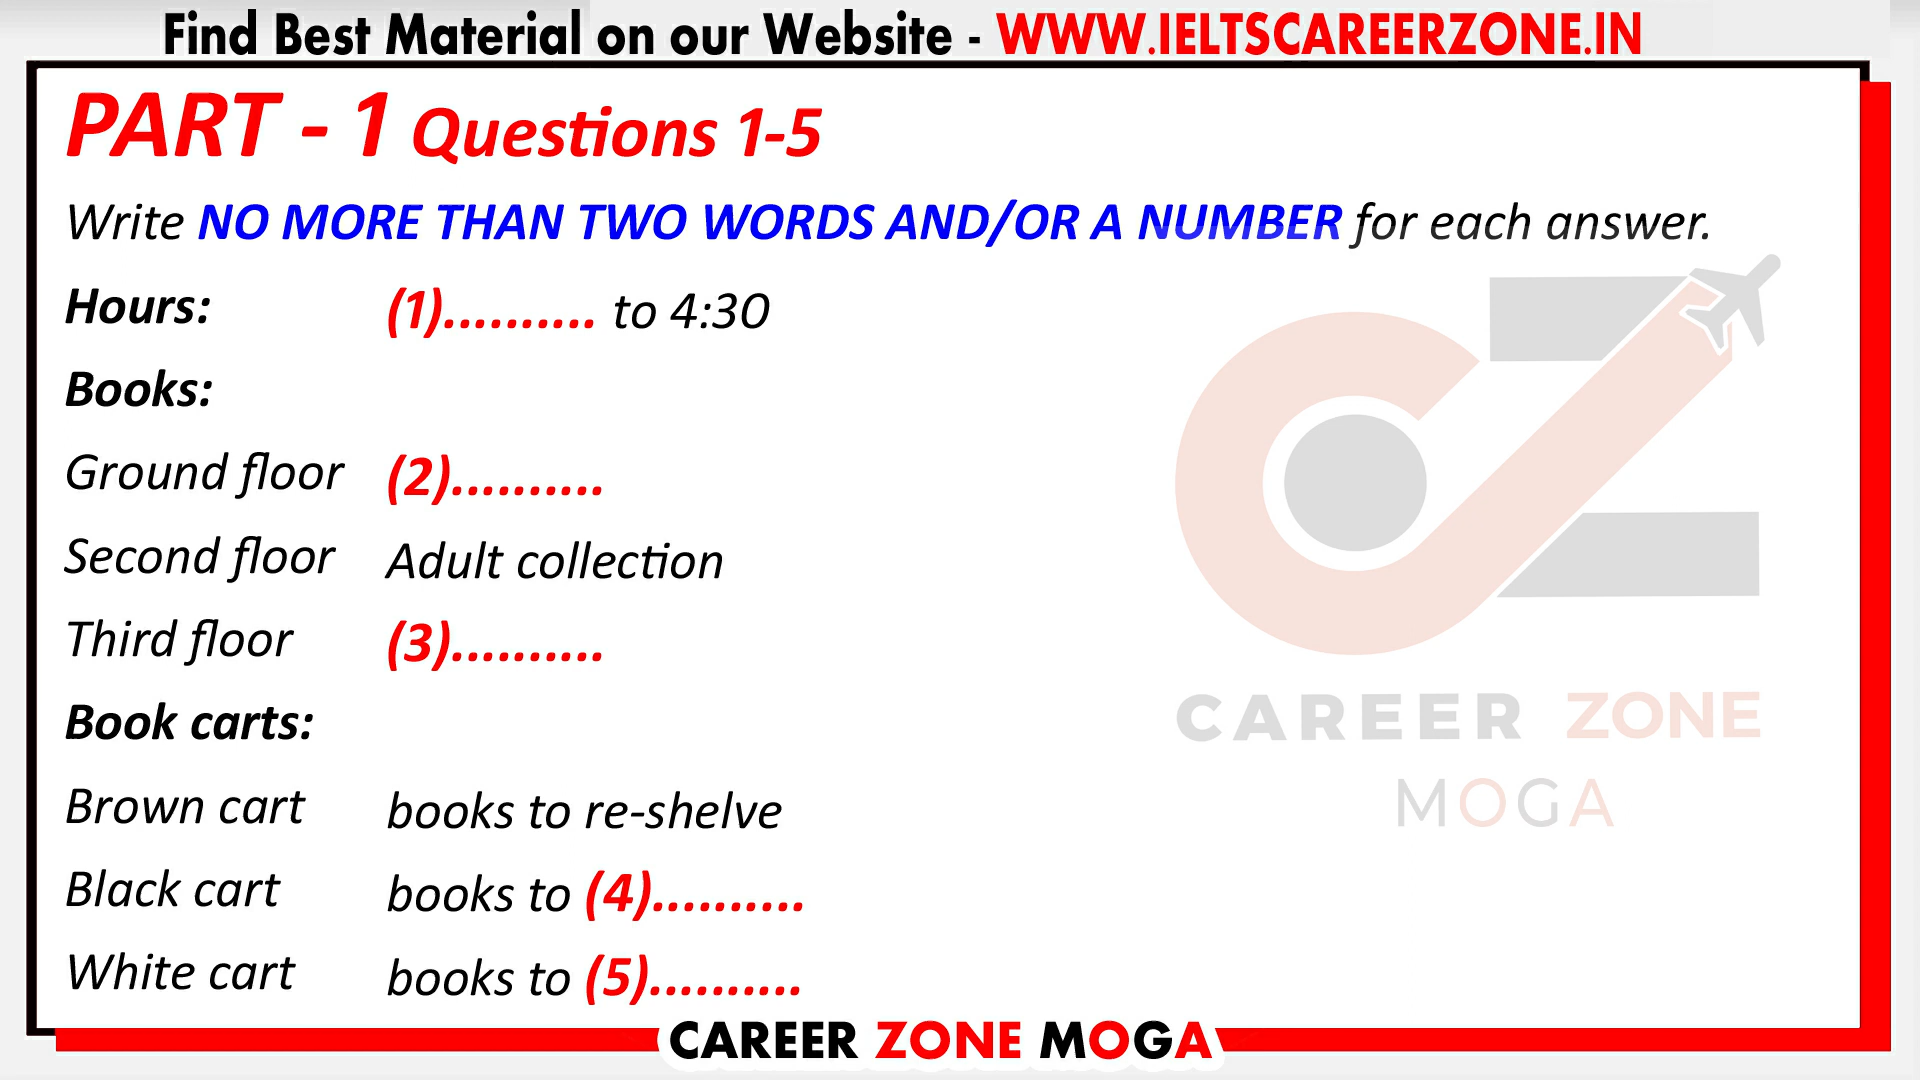 Find Best Material on our Website - WWW.IELTSCAREERZONE.IN
PART - 1 Questions 1-5
Write NO MORE THAN TWO WORDS AND/OR A NUMBER for each answer.
Hours: (1).......... to 4:30
Books:
Ground floor (2)..........
Second floor Adult collection
Third floor (3)..........
Book carts:
Brown cart books to re-shelve
Black cart books to (4)..........
White cart books to (5)..........
CAREER ZONE
MOGA
CAREER ZONE MOGA